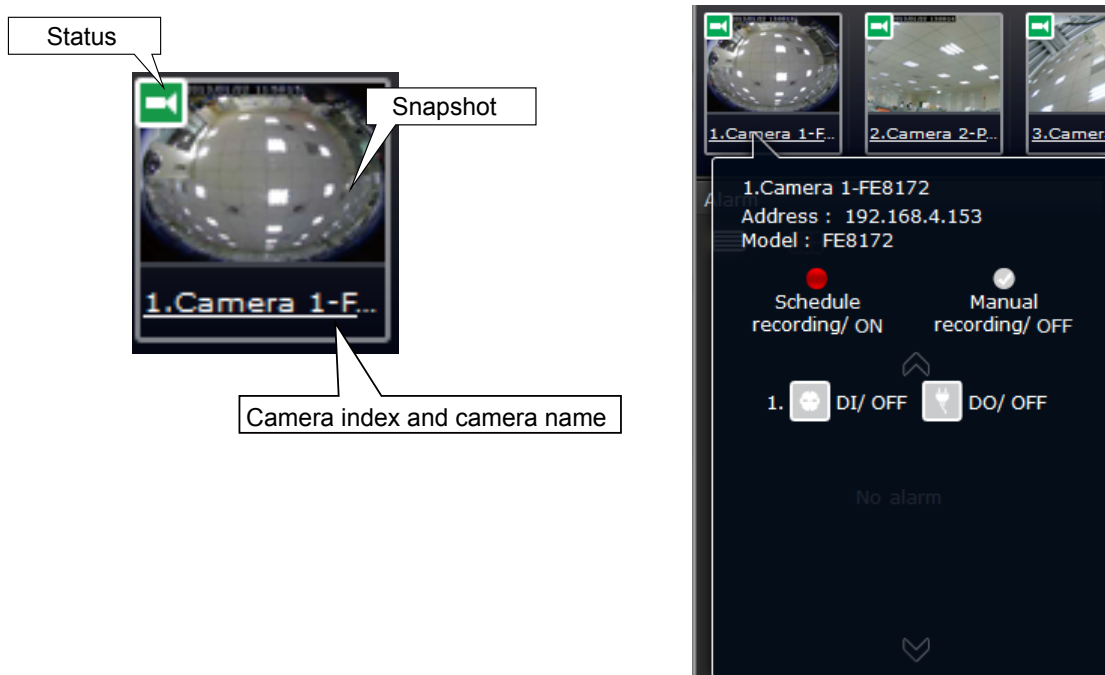 Status
Snapshot
1.Camera 1-F...
Camera index and camera name
1.Camera 1-F...
2.Camera 2-P...
3.Camera
Alarm
1.Camera 1-FE8172
Address : 192.168.4.153
Model : FE8172
Schedule recording/ ON
Manual recording/ OFF
1. DI/ OFF DO/ OFF
No alarm